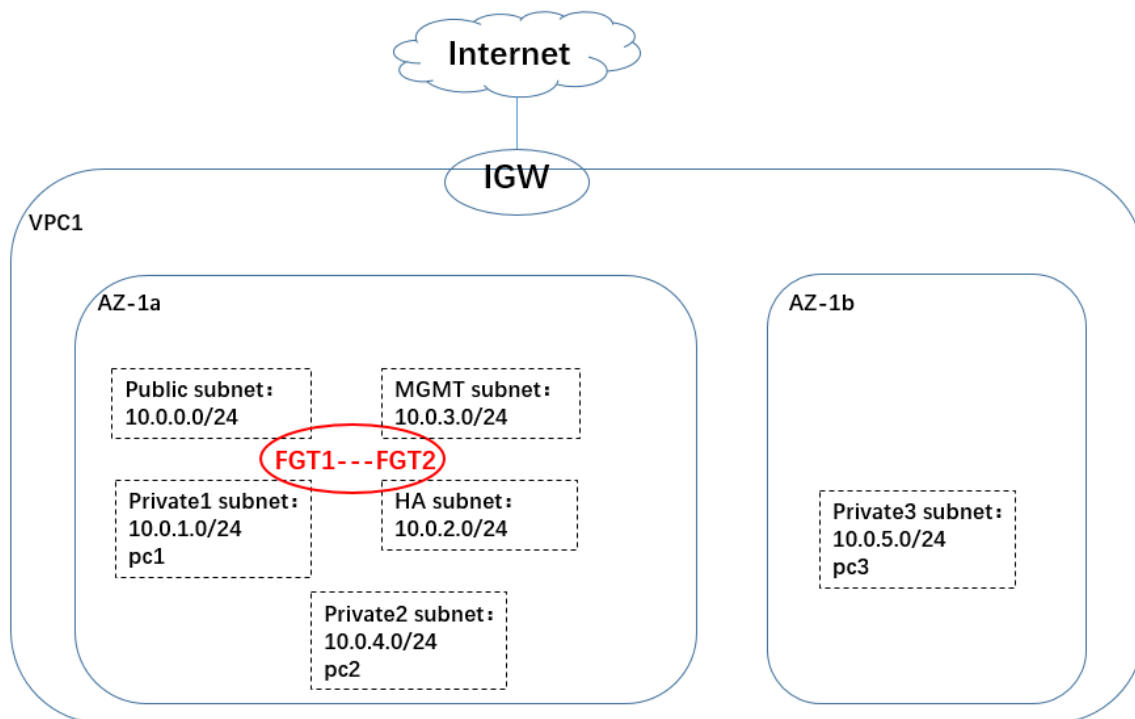 Internet
IGW
VPC1
AZ-1a
AZ-1b
Public subnet：
10.0.0.0/24
MGMT subnet：
10.0.3.0/24
FGT1---FGT2
Private1 subnet：
10.0.1.0/24
pc1
HA subnet：
10.0.2.0/24
Private3 subnet：
10.0.5.0/24
pc3
Private2 subnet：
10.0.4.0/24
pc2